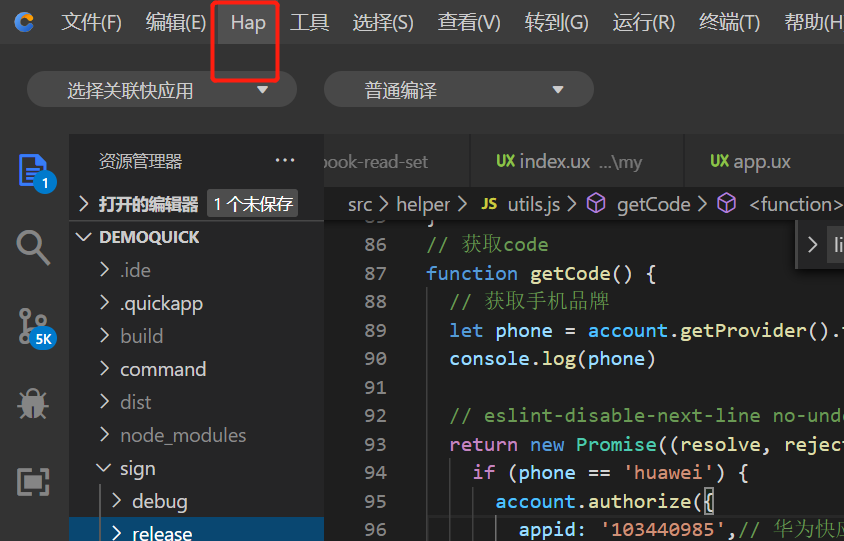 文件(F) 编辑(E) Hap 工具 选择(S) 查看(V) 转到(G) 运行(R) 终端(T) 帮助(H
选择关联快应用 普通编译
资源管理器 ··· book-read-set UX index.ux ...\my UX app.ux
打开的编辑器 1 个未保存 src > helper > JS utils.js > getCode > <function>
DEMOQUICK
.ide
.quickapp
build
command
dist
node_modules
sign
debug
release
1
5K
li
85 }
86 // 获取code
87 function getCode() {
88 // 获取手机品牌
89 let phone = account.getProvider().
90 console.log(phone)
91
92 // eslint-disable-next-line no-unde
93 return new Promise((resolve, reject
94 if (phone == 'huawei') {
95 account.authorize({
96 appid: '103440985',// 华为快应